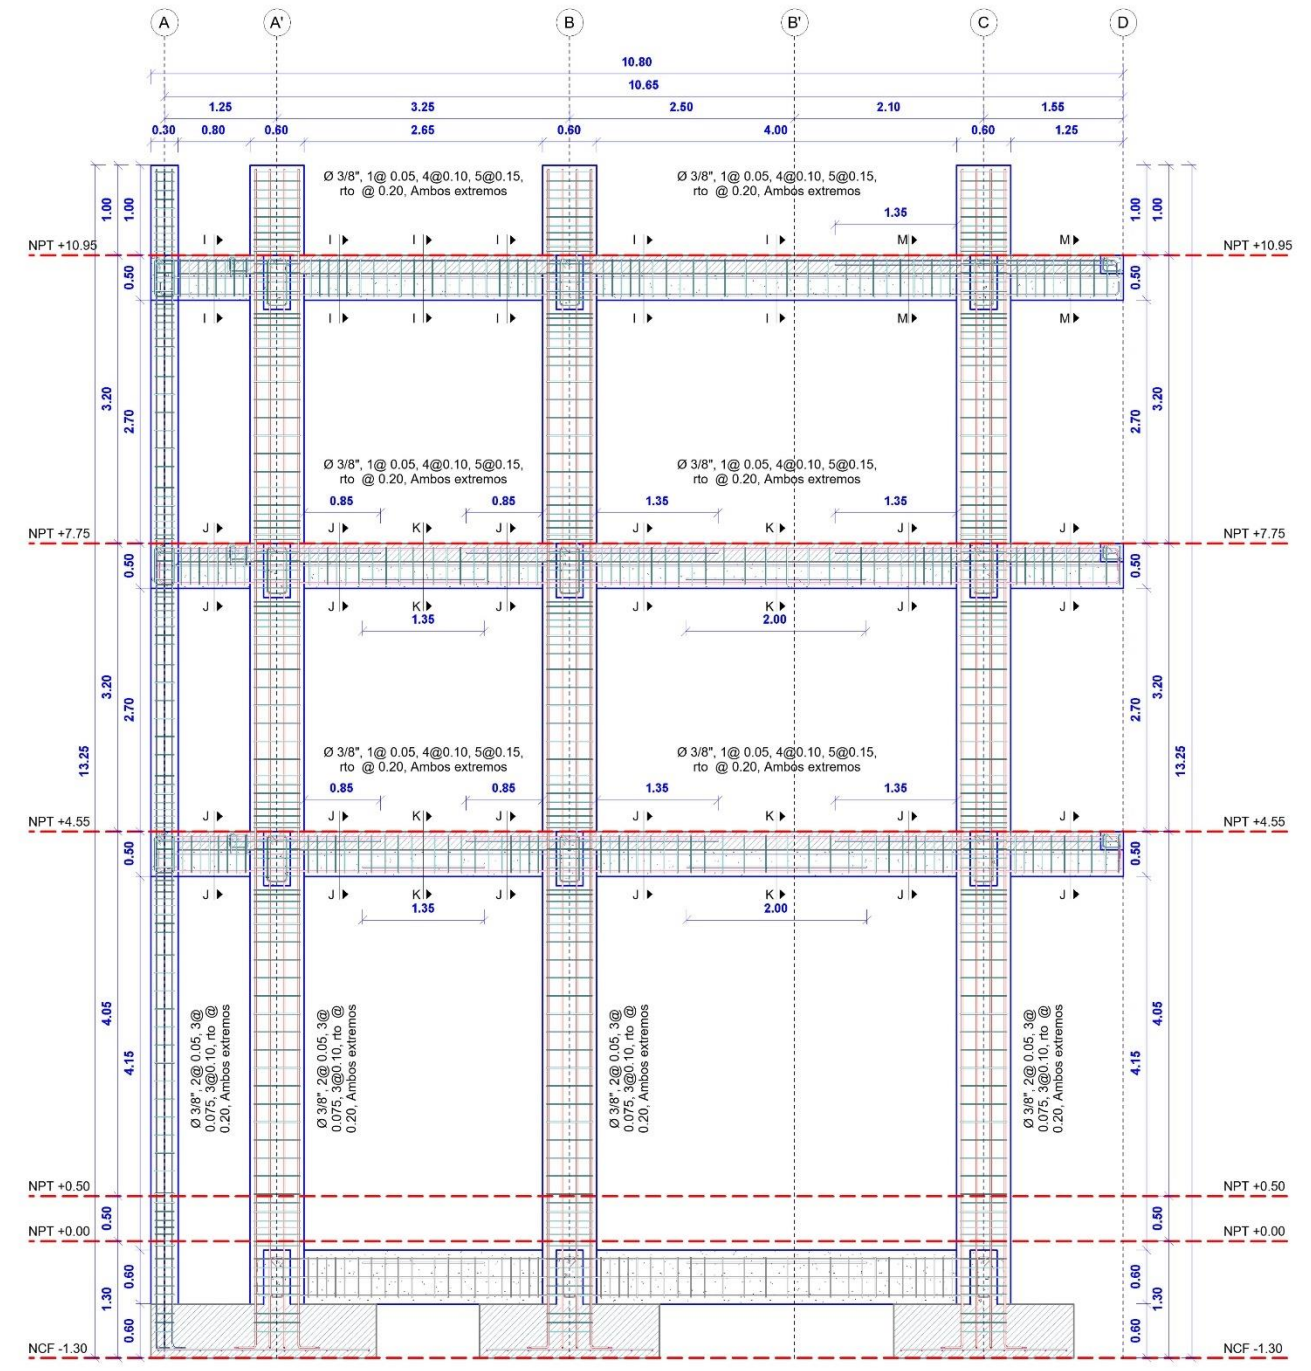 A A' B B' C D
10.80
10.65
1.25 3.25 2.50 2.10 1.55
0.30 0.80 0.60 2.65 0.60 4.00 0.60 1.25
Ø 3/8", 1@ 0.05, 4@0.10, 5@0.15,
rto @ 0.20, Ambos extremos
Ø 3/8", 1@ 0.05, 4@0.10, 5@0.15,
rto @ 0.20, Ambos extremos
1.00 1.00 1.35 1.00 1.00
I I I I I I M M
NPT +10.95 NPT +10.95
0.50 0.50
I I I I I I M M
3.20 2.70 2.70 3.20
Ø 3/8", 1@ 0.05, 4@0.10, 5@0.15,
rto @ 0.20, Ambos extremos
Ø 3/8", 1@ 0.05, 4@0.10, 5@0.15,
rto @ 0.20, Ambos extremos
0.85 0.85 1.35 1.35
J J K J J K J J
NPT +7.75 NPT +7.75
0.50 0.50
J J K J J K J J
1.35 2.00
3.20 2.70 2.70 3.20
13.25 13.25
Ø 3/8", 1@ 0.05, 4@0.10, 5@0.15,
rto @ 0.20, Ambos extremos
Ø 3/8", 1@ 0.05, 4@0.10, 5@0.15,
rto @ 0.20, Ambos extremos
0.85 0.85 1.35 1.35
J J K J J K J J
NPT +4.55 NPT +4.55
0.50 0.50
J J K J J K J J
1.35 2.00
4.05 4.15 4.15 4.05
Ø 3/8", 2@ 0.05, 3@
0.075, 3@0.10, rto @
0.20, Ambos extremos
Ø 3/8", 2@ 0.05, 3@
0.075, 3@0.10, rto @
0.20, Ambos extremos
Ø 3/8", 2@ 0.05, 3@
0.075, 3@0.10, rto @
0.20, Ambos extremos
Ø 3/8", 2@ 0.05, 3@
0.075, 3@0.10, rto @
0.20, Ambos extremos
NPT +0.50 NPT +0.50
0.50 0.50
NPT +0.00 NPT +0.00
0.60 0.60
1.30 1.30
0.60 0.60
NCF -1.30 NCF -1.30